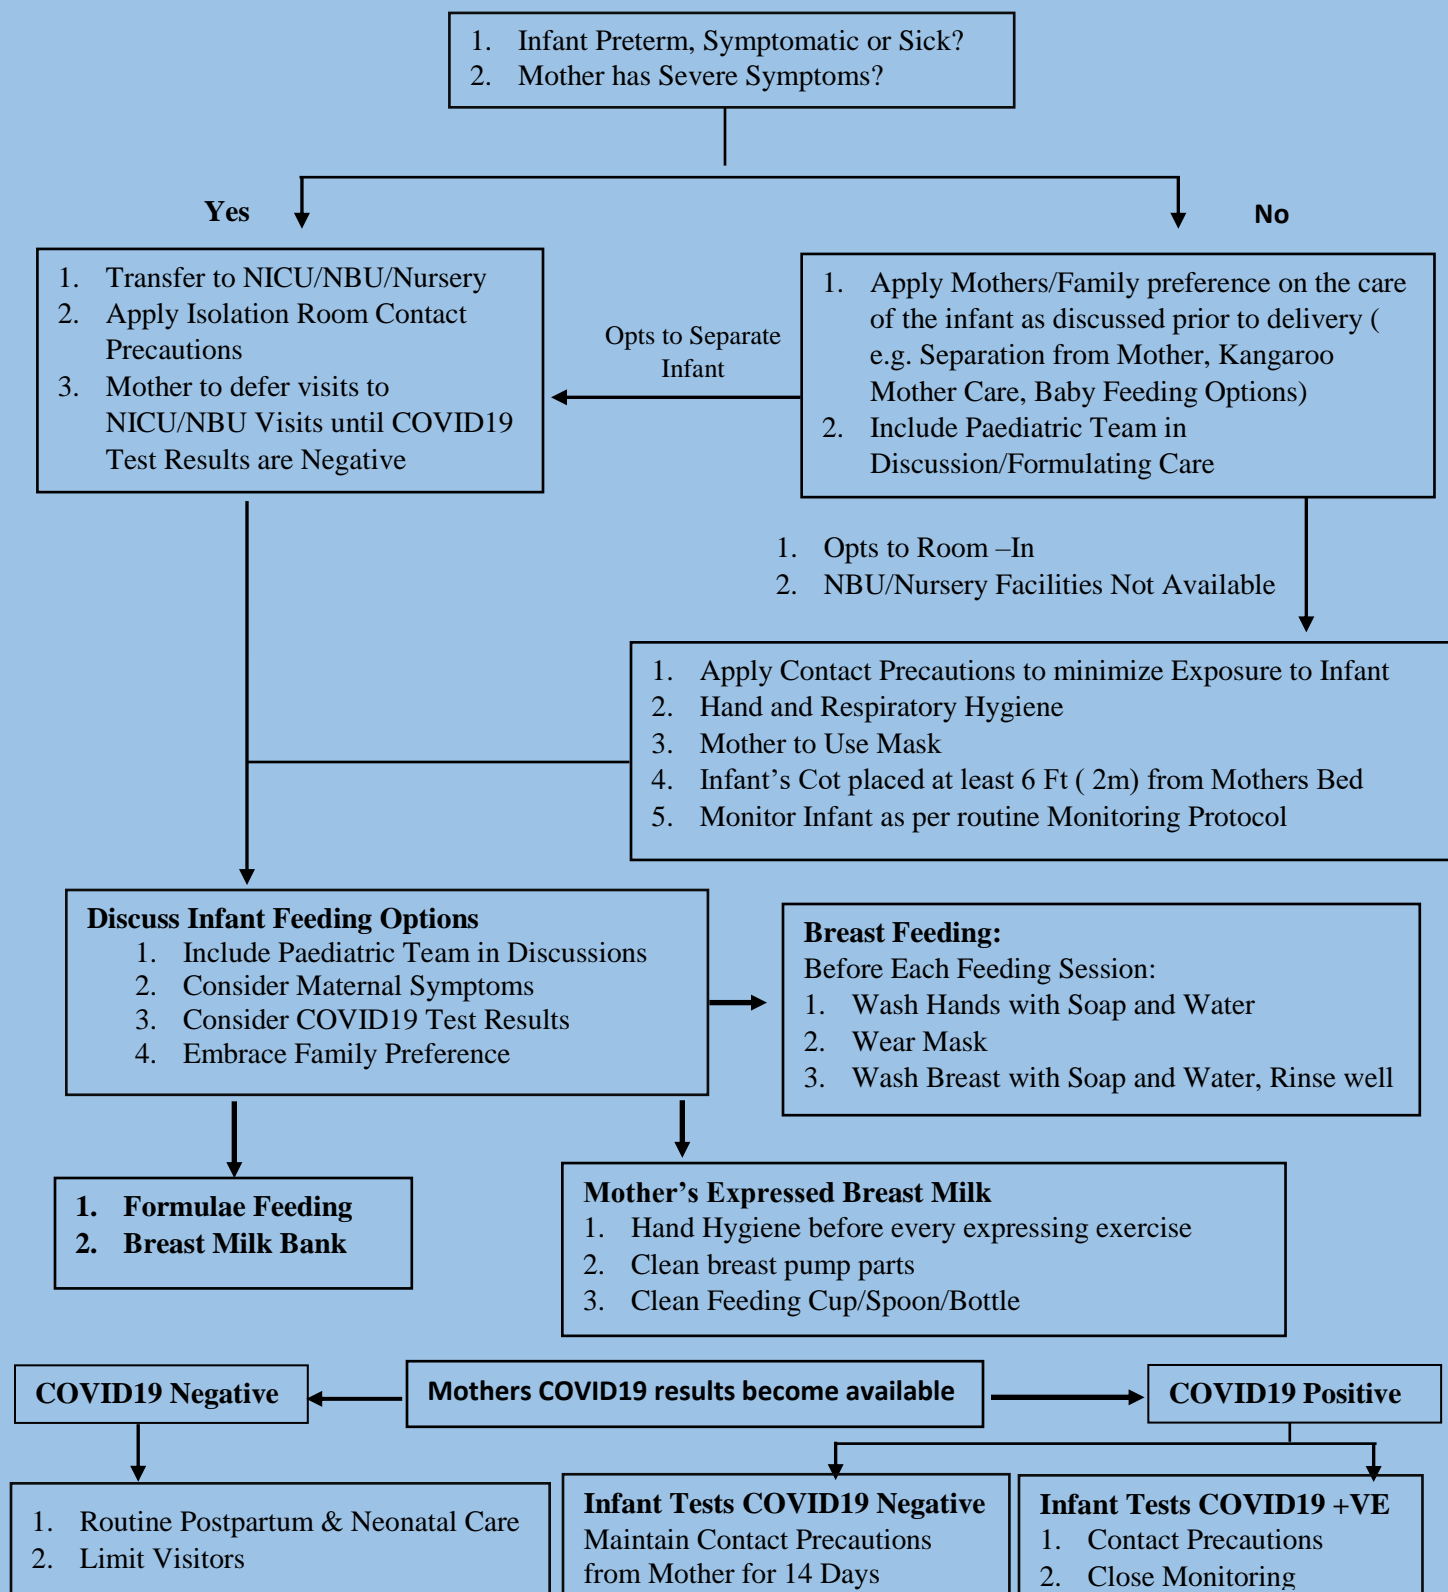 1. Infant Preterm, Symptomatic or Sick?
2. Mother has Severe Symptoms?
Yes
No
1. Transfer to NICU/NBU/Nursery
2. Apply Isolation Room Contact
Precautions
3. Mother to defer visits to
NICU/NBU Visits until COVID19
Test Results are Negative
Opts to Separate
Infant
1. Apply Mothers/Family preference on the care
of the infant as discussed prior to delivery (
e.g. Separation from Mother, Kangaroo
Mother Care, Baby Feeding Options)
2. Include Paediatric Team in
Discussion/Formulating Care
1. Opts to Room –In
2. NBU/Nursery Facilities Not Available
1. Apply Contact Precautions to minimize Exposure to Infant
2. Hand and Respiratory Hygiene
3. Mother to Use Mask
4. Infant’s Cot placed at least 6 Ft ( 2m) from Mothers Bed
5. Monitor Infant as per routine Monitoring Protocol
Discuss Infant Feeding Options
1. Include Paediatric Team in Discussions
2. Consider Maternal Symptoms
3. Consider COVID19 Test Results
4. Embrace Family Preference
Breast Feeding:
Before Each Feeding Session:
1. Wash Hands with Soap and Water
2. Wear Mask
3. Wash Breast with Soap and Water, Rinse well
1. Formulae Feeding
2. Breast Milk Bank
Mother’s Expressed Breast Milk
1. Hand Hygiene before every expressing exercise
2. Clean breast pump parts
3. Clean Feeding Cup/Spoon/Bottle
COVID19 Negative
Mothers COVID19 results become available
COVID19 Positive
1. Routine Postpartum & Neonatal Care
2. Limit Visitors
Infant Tests COVID19 Negative
Maintain Contact Precautions
from Mother for 14 Days
Infant Tests COVID19 +VE
1. Contact Precautions
2. Close Monitoring